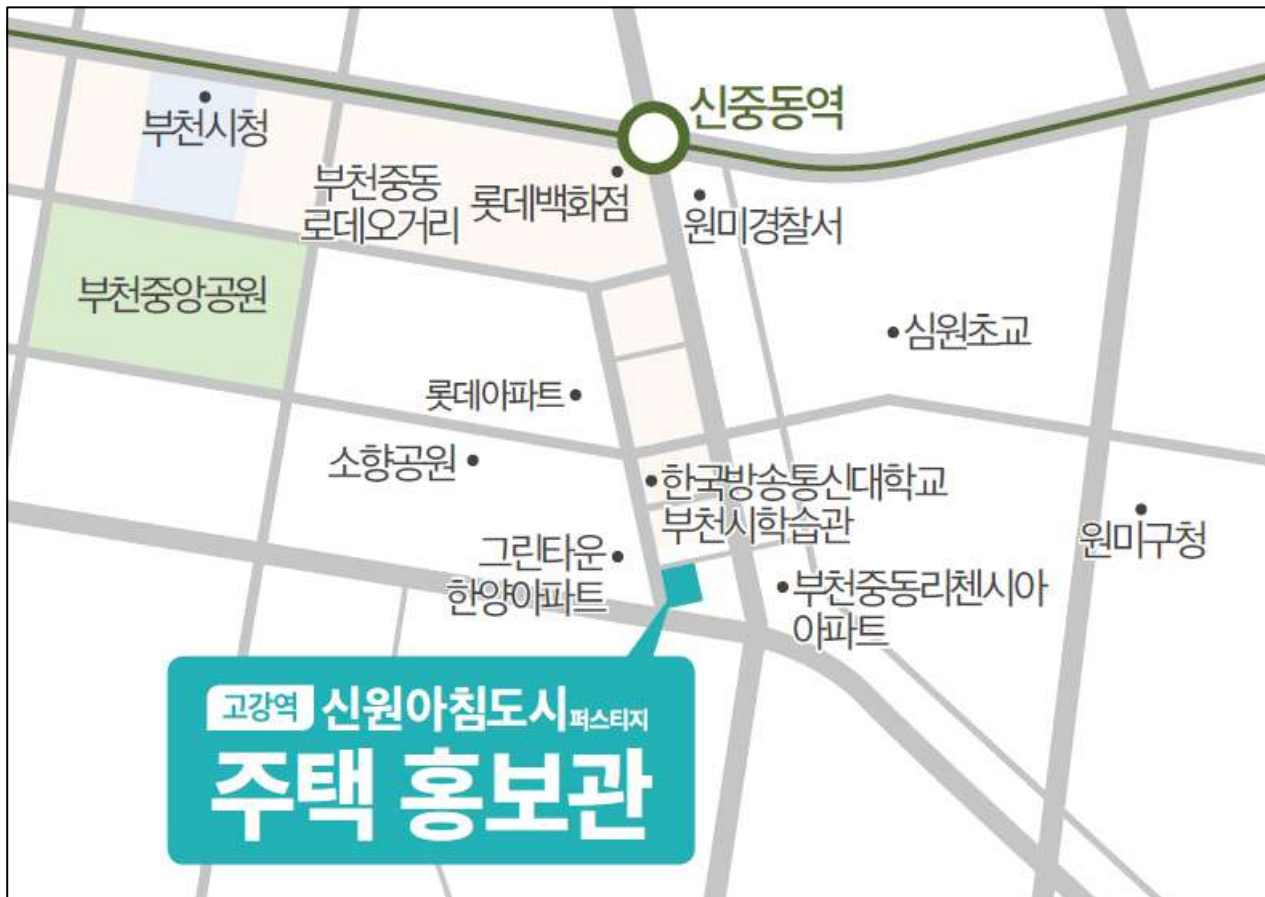 신중동역
부천시청
부천중동
로데오거리
롯데백화점
원미경찰서
부천중앙공원
심원초교
롯데아파트
소향공원
한국방송통신대학교
부천시학습관
원미구청
그린타운
한양아파트
부천중동리첸시아
아파트
고강역 신원아침도시 퍼스티지
주택 홍보관